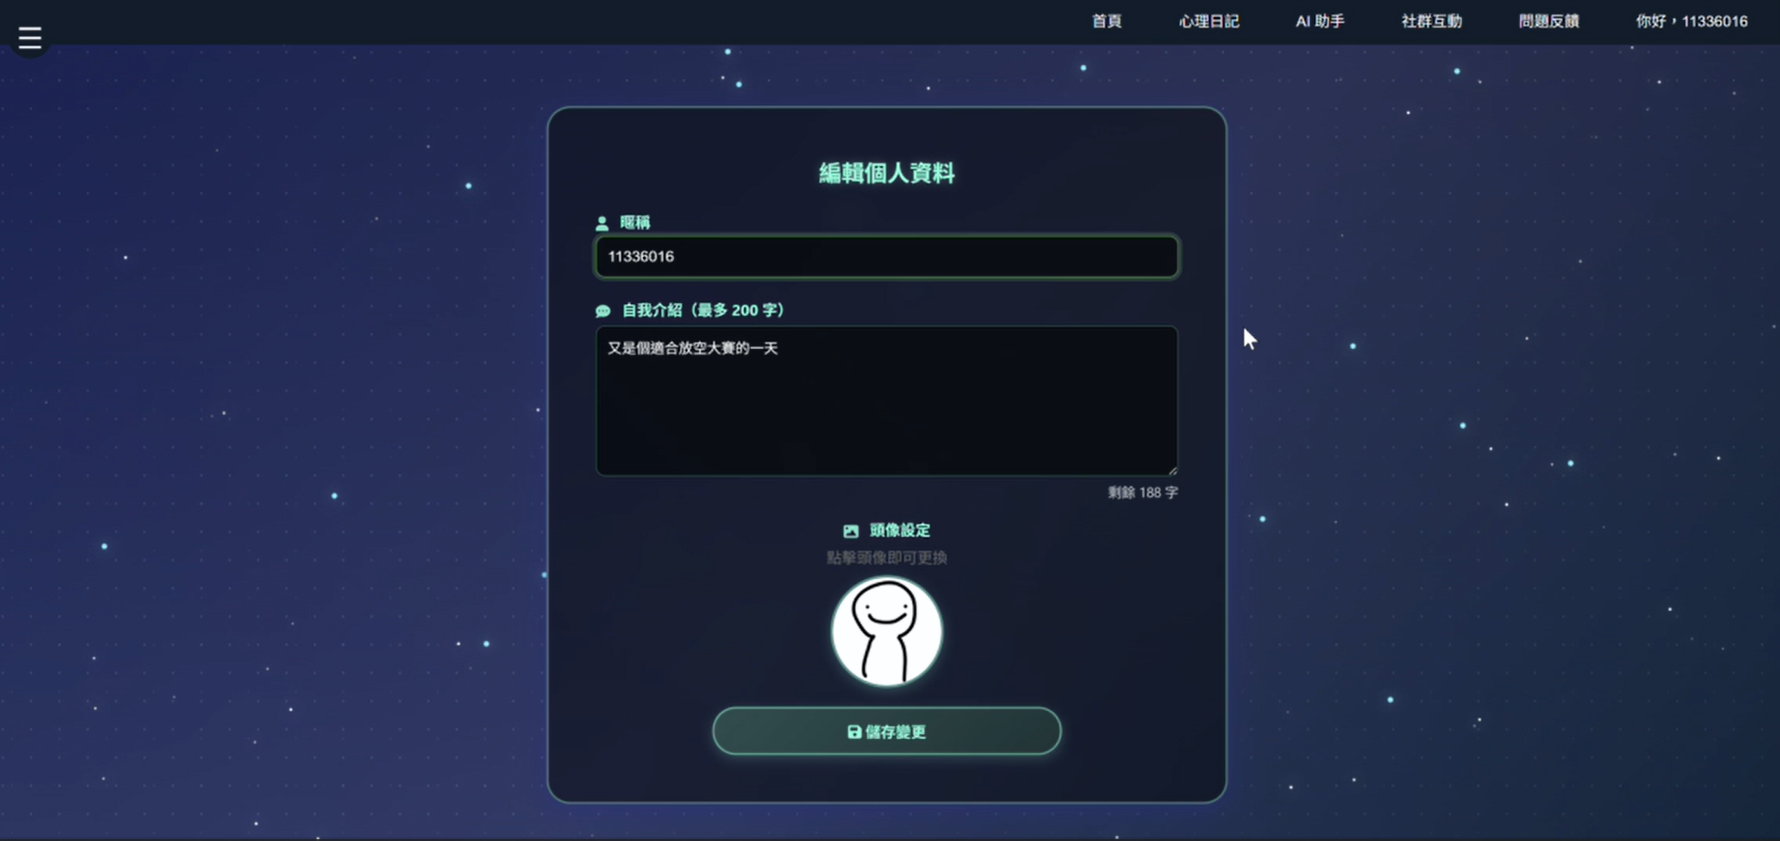 首頁
心理日記
AI 助手
社群互動
問題反饋
你好，11336016
編輯個人資料
暱稱
11336016
自我介紹（最多 200 字）
又是個適合放空大賽的一天
剩餘 188 字
頭像設定
點擊頭像即可更換
儲存變更